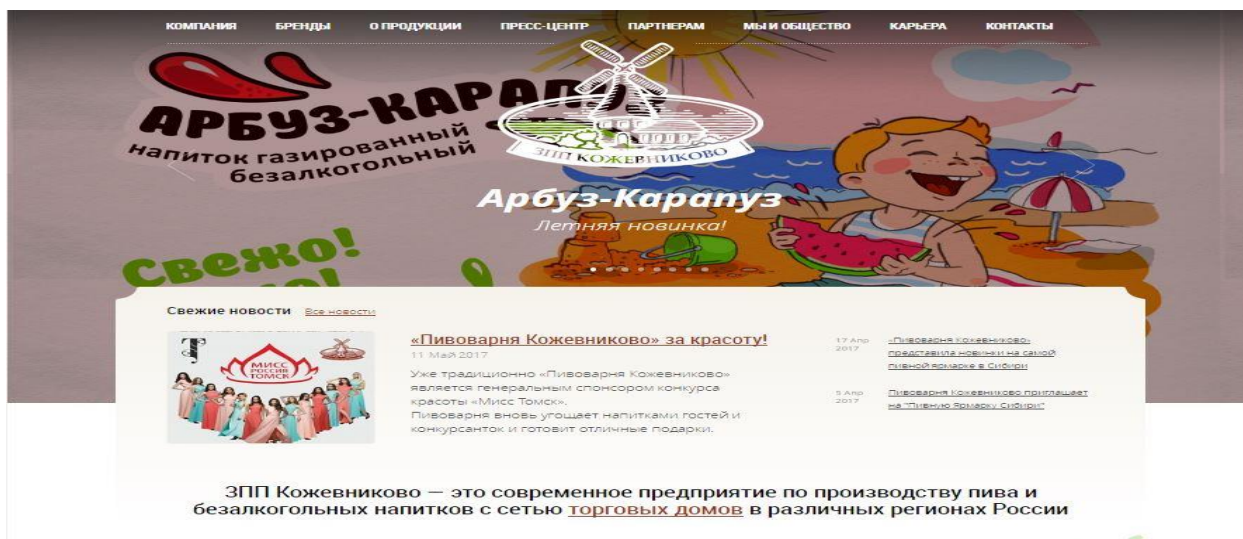 КОМПАНИЯ БРЕНДЫ О ПРОДУКЦИИ ПРЕСС-ЦЕНТР ПАРТНЕРАМ МЫ И ОБЩЕСТВО КАРЬЕРА КОНТАКТЫ
АРБУЗ-КАРАПУЗ
напиток газированный
безалкогольный
ЗПП КОЖЕВНИКОВО
Арбуз-Карапуз
Летняя новинка!
Свежо!
Свежие новости Все новости
МИСС
РОССИЯ
ТОМСК
«Пивоварня Кожевниково» за красоту!
11 Май 2017
Уже традиционно «Пивоварня Кожевниково»
является генеральным спонсором конкурса
красоты «Мисс Томск».
Пивоварня вновь угощает напитками гостей и
конкурсанток и готовит отличные подарки.
17 Апр
2017
«Пивоварня Кожевниково»
представила новинки на самой
пивной ярмарке в Сибири
5 Апр
2017
Пивоварня Кожевниково приглашает
на "Пивную Ярмарку Сибири"
ЗПП Кожевниково — это современное предприятие по производству пива и
безалкогольных напитков с сетью торговых домов в различных регионах России